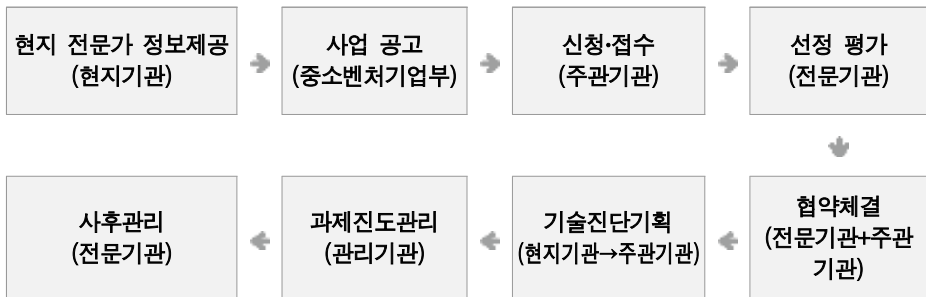 현지 전문가 정보제공
(현지기관)
사업 공고
(중소벤처기업부)
신청·접수
(주관기관)
선정 평가
(전문기관)
협약체결
(전문기관+주관
기관)
기술진단기획
(현지기관→주관기관)
과제진도관리
(관리기관)
사후관리
(전문기관)